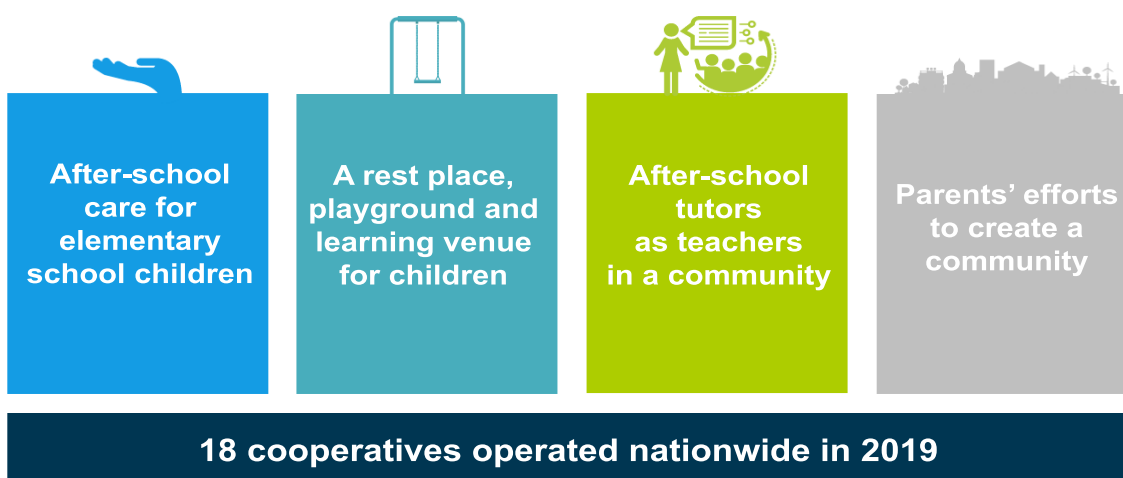 After-school
care for
elementary
school children
A rest place,
playground and
learning venue
for children
After-school
tutors
as teachers
in a community
Parents’ efforts
to create a
community
18 cooperatives operated nationwide in 2019